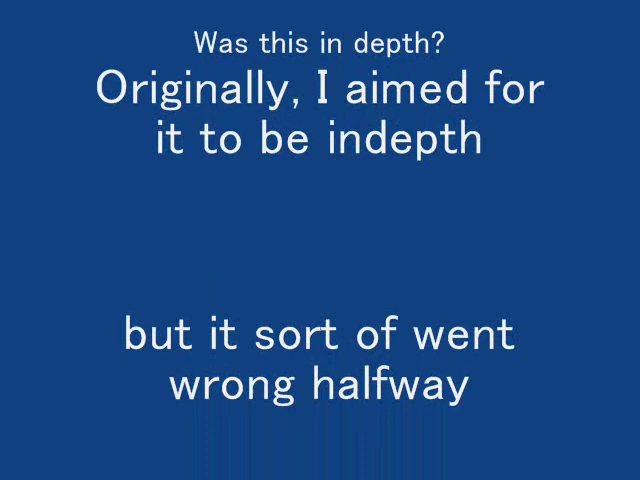 Was this in depth?
Originally, I aimed for
it to be indepth
but it sort of went
wrong halfway